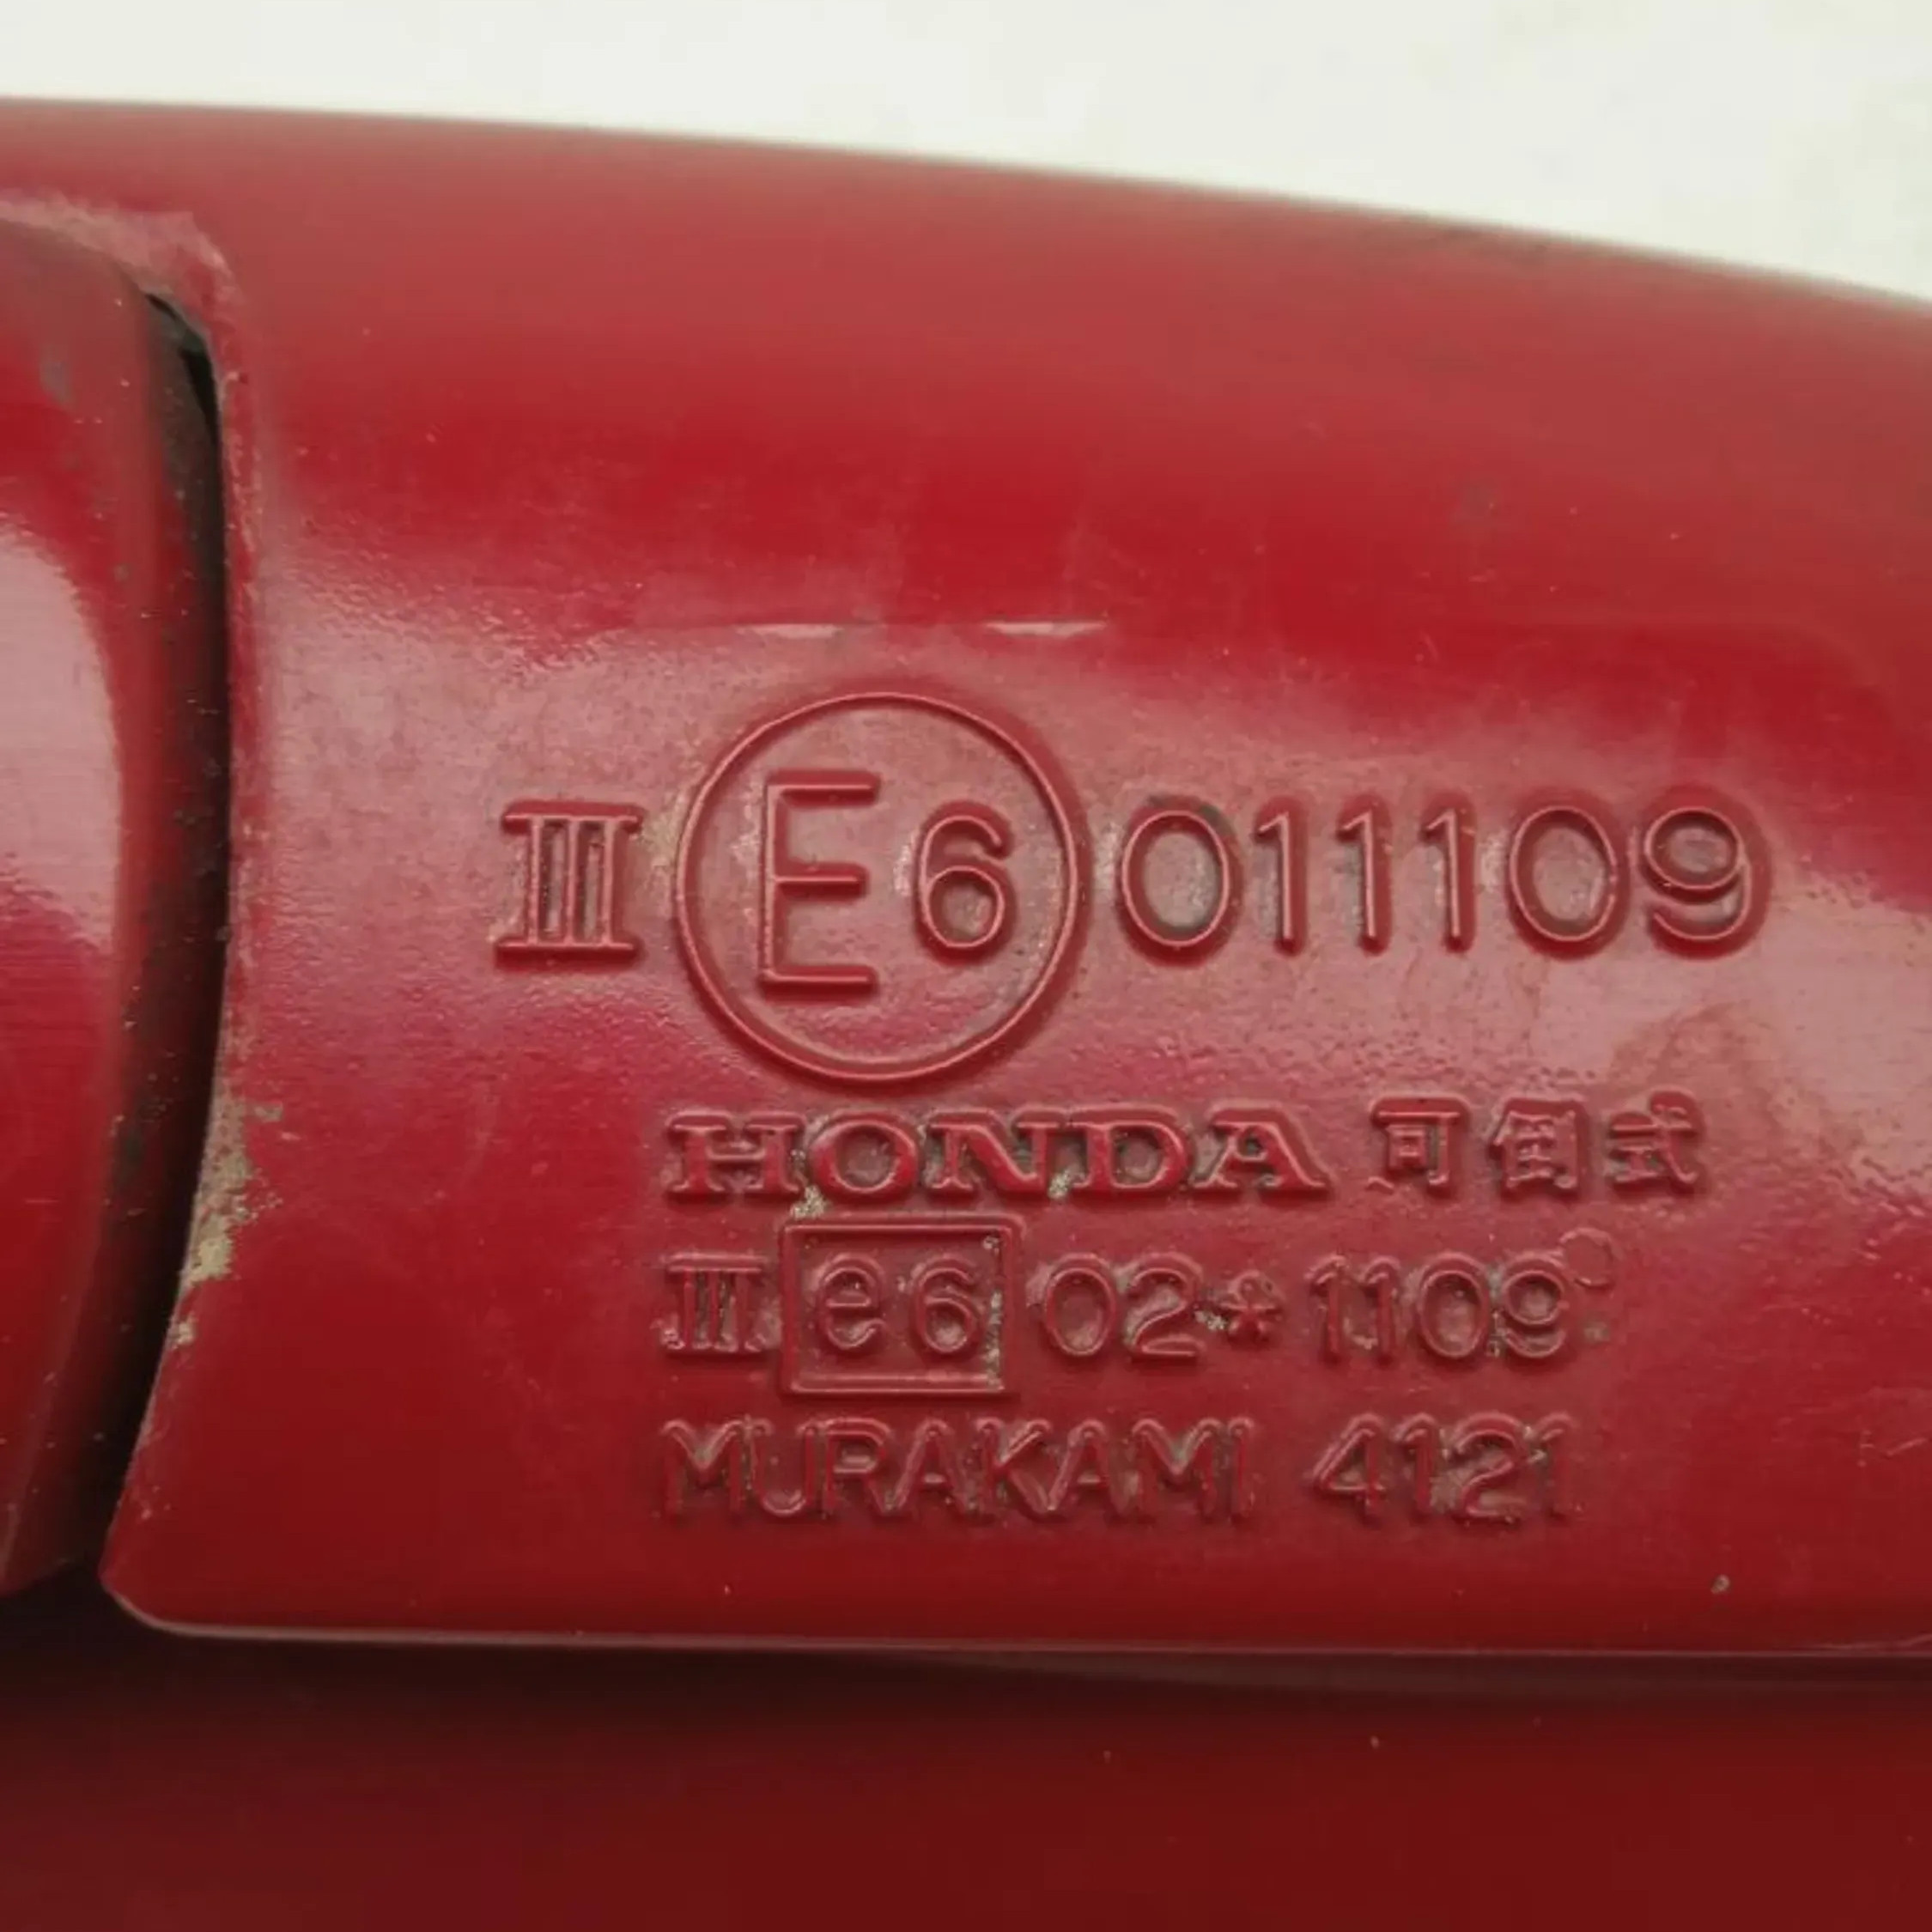 III E6 011109
HONDA 可倒式
III e6 02*1109
MURAKAMI 4121